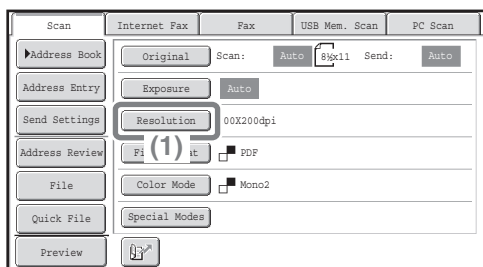 Scan Internet Fax Fax USB Mem. Scan PC Scan
Address Book Original Scan: Auto 8½x11 Send: Auto
Address Entry Exposure Auto
Send Settings Resolution 00X200dpi
Address Review (1) PDF
File Color Mode Mono2
Quick File Special Modes
Preview